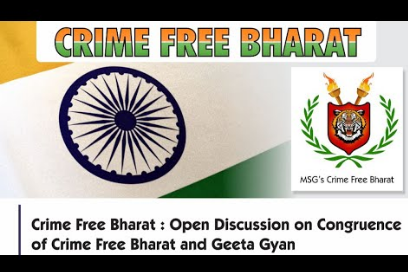 CRIME FREE BHARAT
MSG's Crime Free Bharat
Crime Free Bharat : Open Discussion on Congruence
of Crime Free Bharat and Geeta Gyan